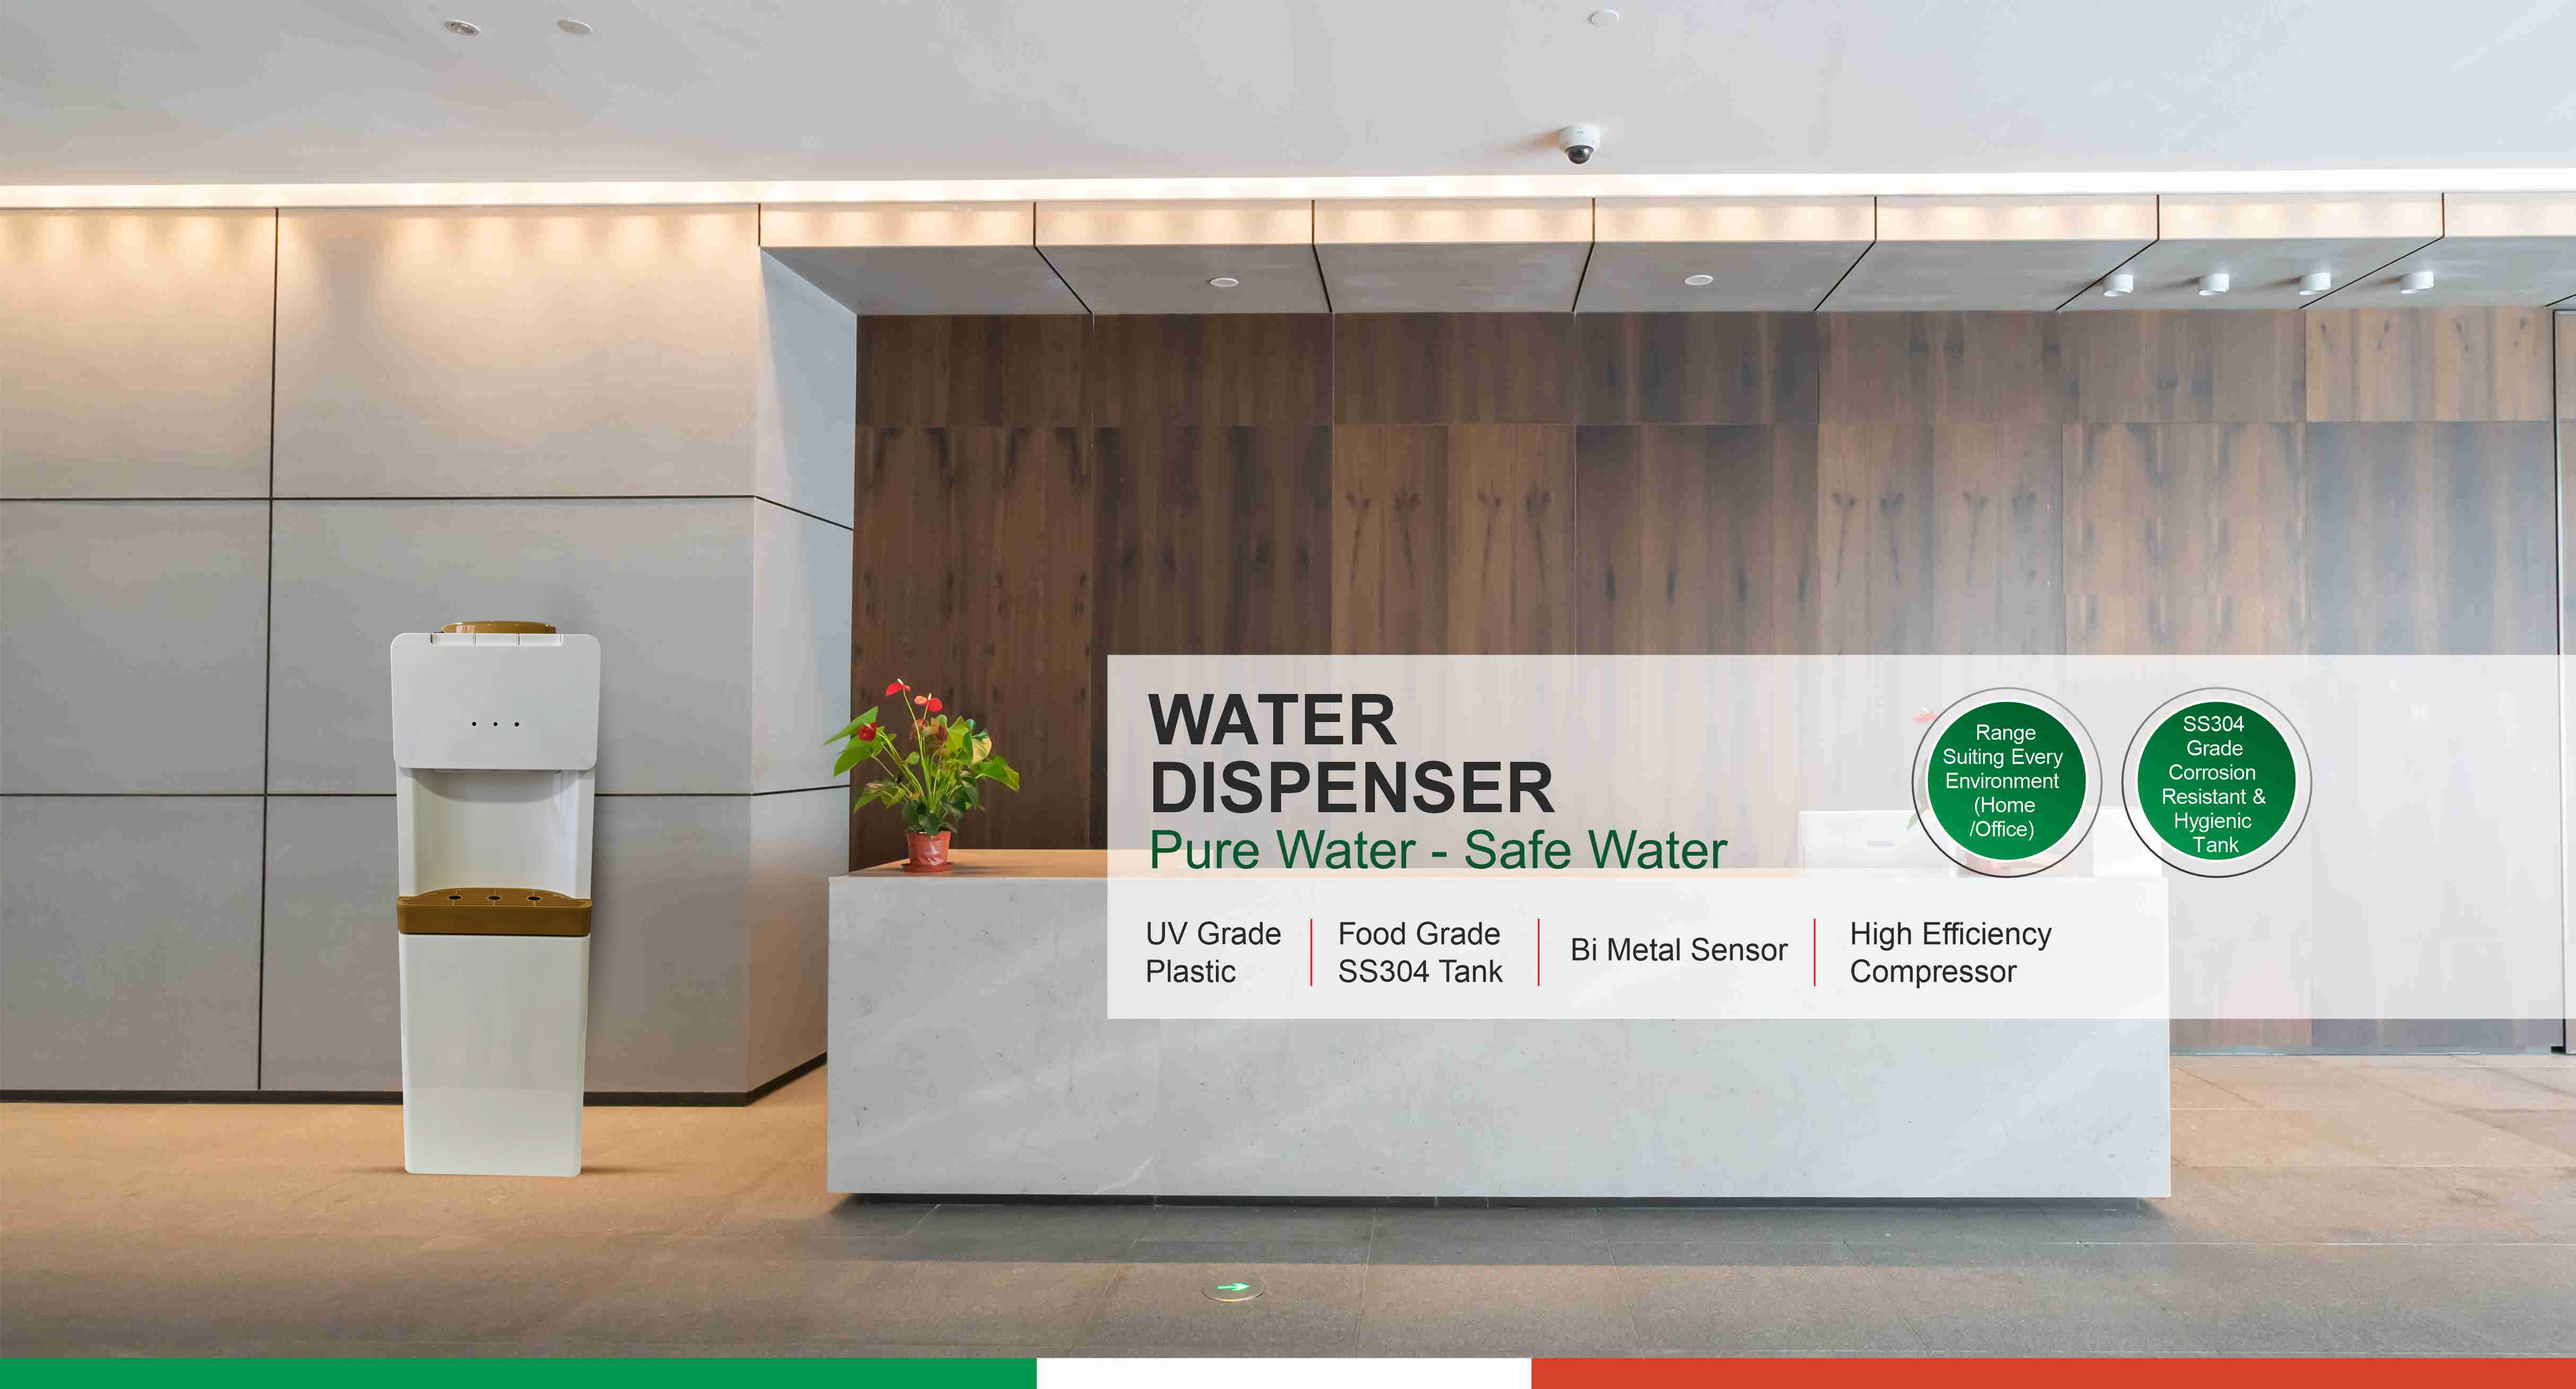 WATER
DISPENSER
Pure Water - Safe Water
Range
Suiting Every
Environment
(Home
/Office)
SS304
Grade
Corrosion
Resistant &
Hygienic
Tank
UV Grade
Plastic
Food Grade
SS304 Tank
Bi Metal Sensor
High Efficiency
Compressor